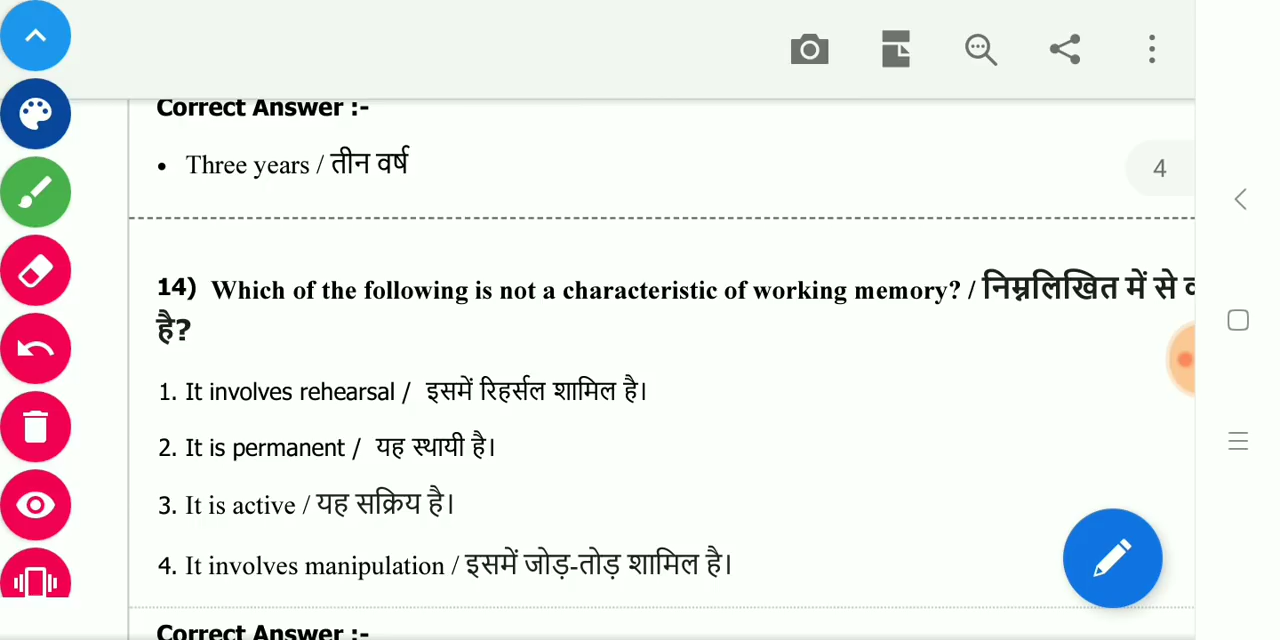 Correct Answer :-
• Three years / तीन वर्ष
4
14) Which of the following is not a characteristic of working memory? / निम्नलिखित में से
है?
1. It involves rehearsal / इसमें रिहर्सल शामिल है।
2. It is permanent / यह स्थायी है।
3. It is active / यह सक्रिय है।
4. It involves manipulation / इसमें जोड़-तोड़ शामिल है।
Correct Answer :-